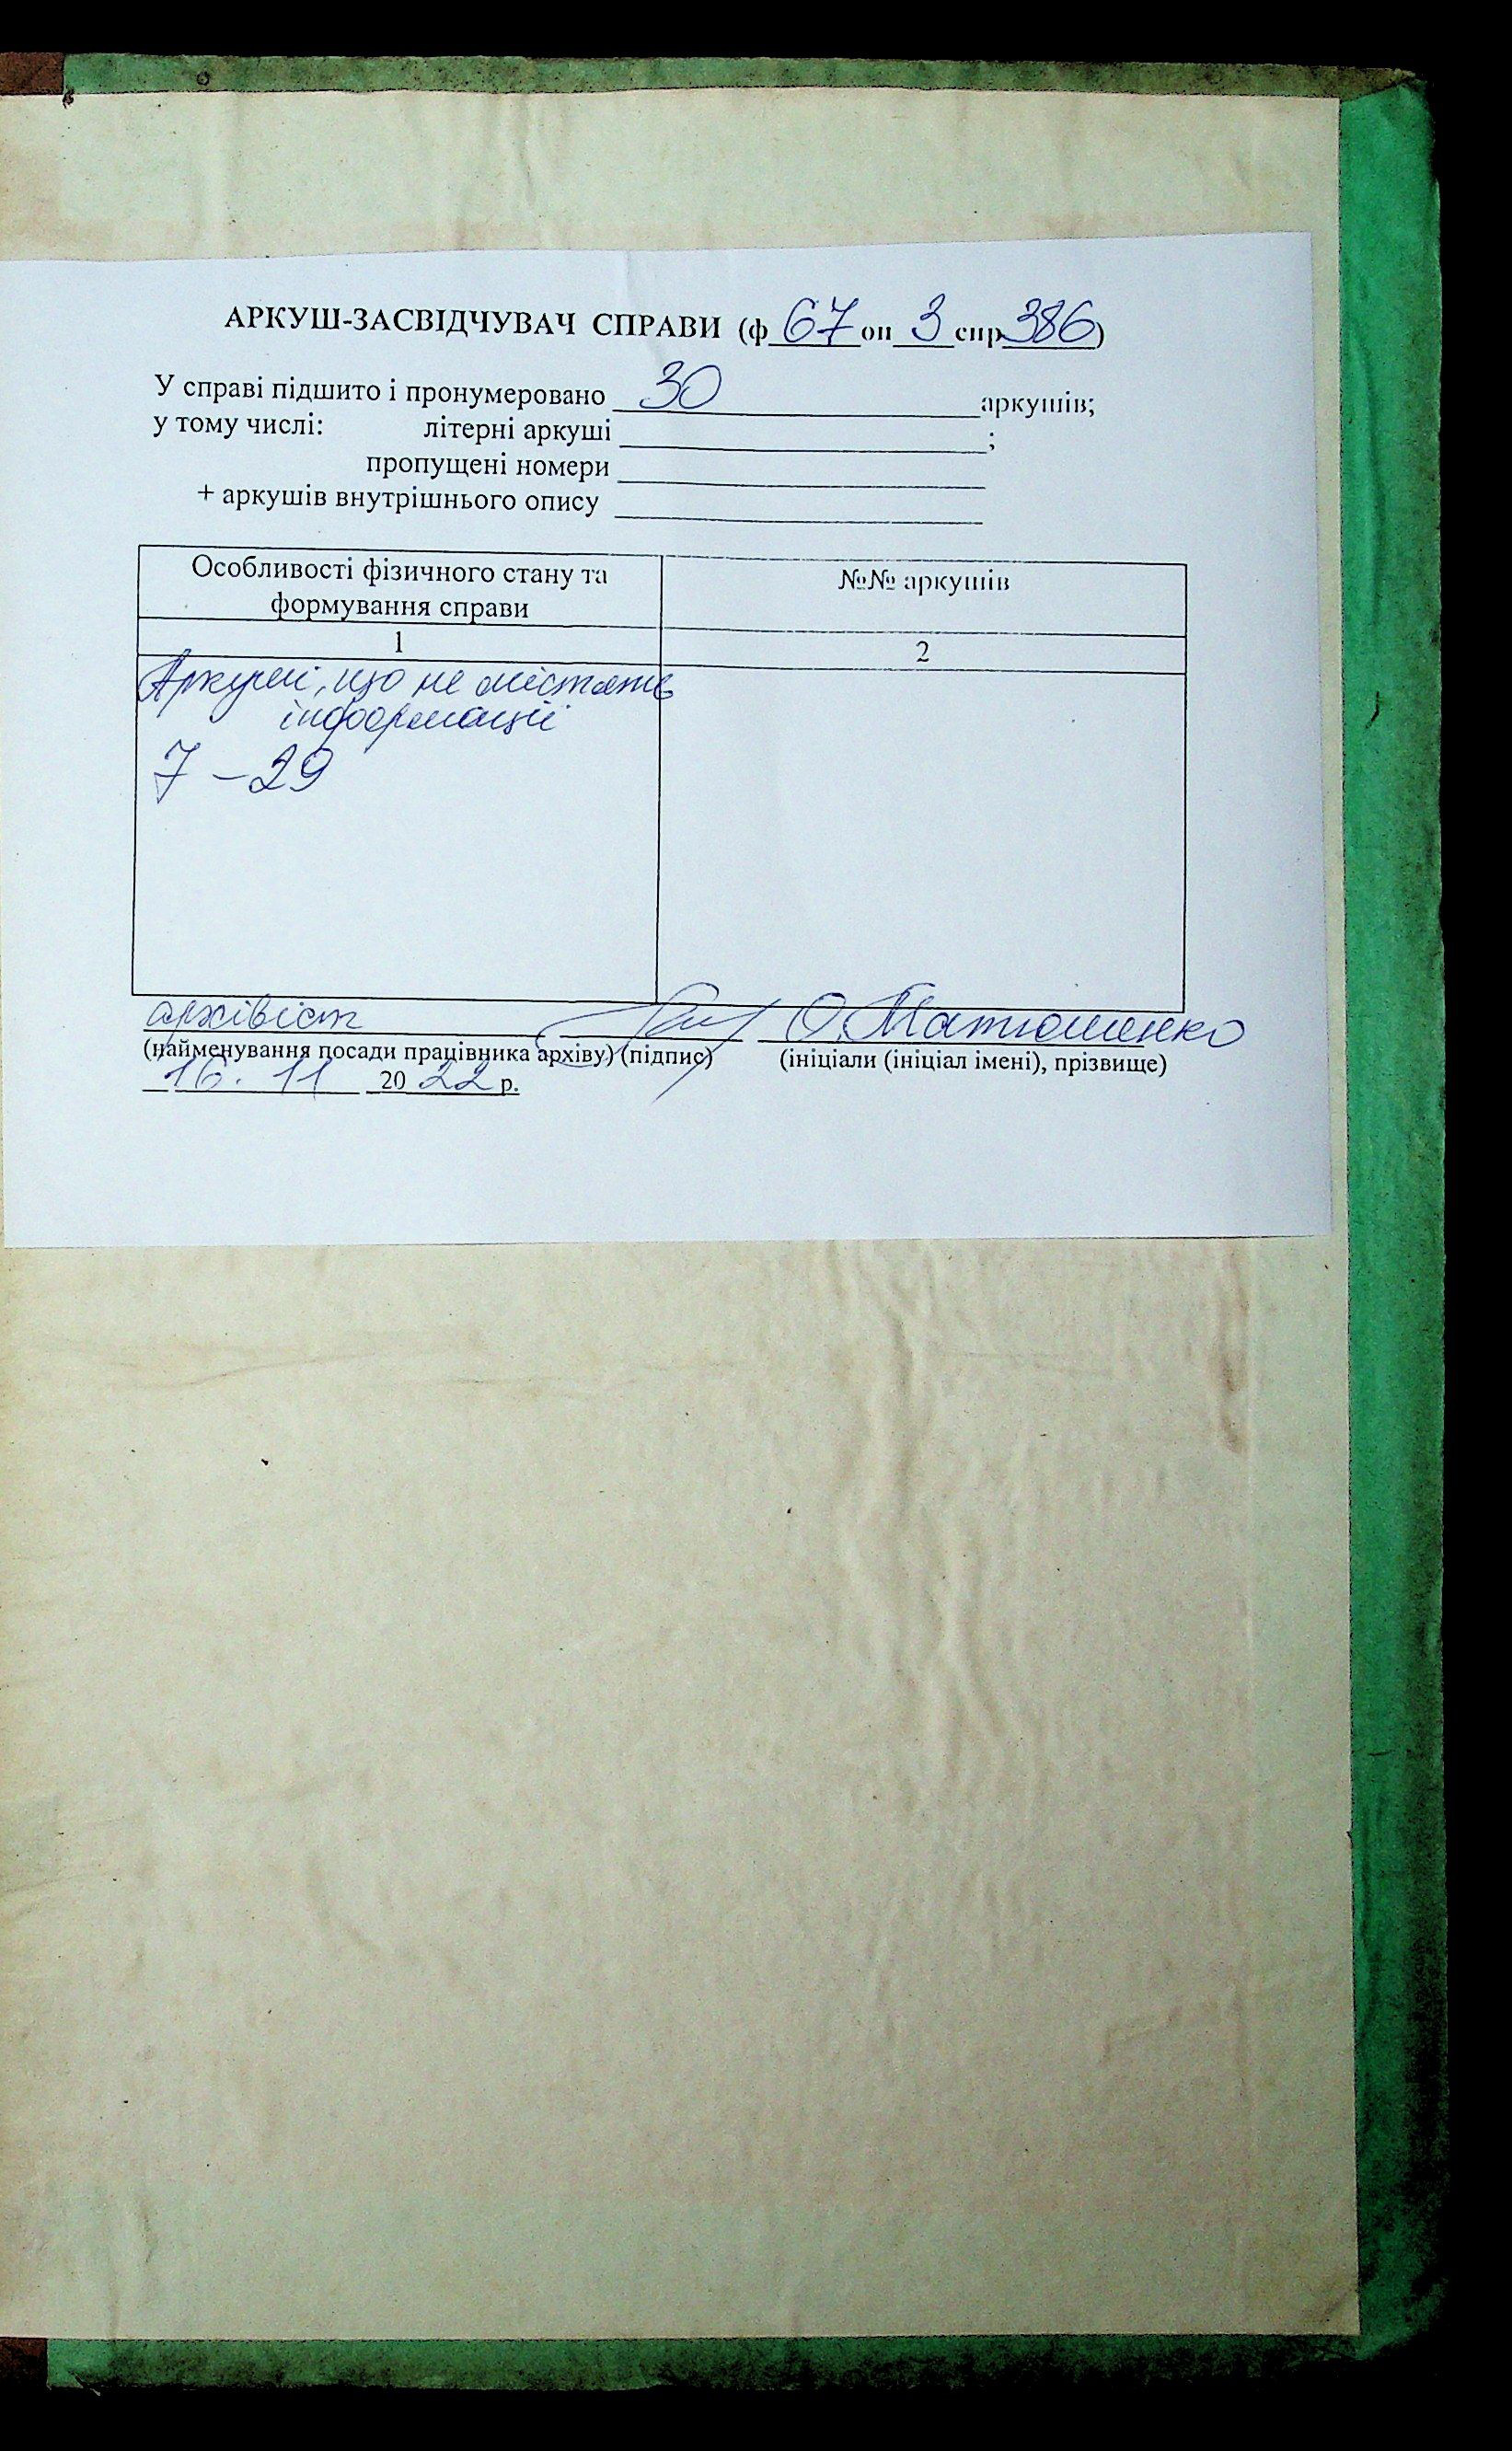 АРКУШ-ЗАСВІДЧУВАЧ СПРАВИ (ф 67 оп 3 спр 386)
У справі підшито і пронумеровано 30 аркушів;
у тому числі: літерні аркуші ;
пропущені номери
+ аркушів внутрішнього опису
Особливості фізичного стану та формування справи
№№ аркушів
1
2
Аркуші, що не містять
інформації
7 – 29
архівіст О. Матюшенко
(найменування посади працівника архіву) (підпис) (ініціали (ініціал імені), прізвище)
16. 11 2022 р.